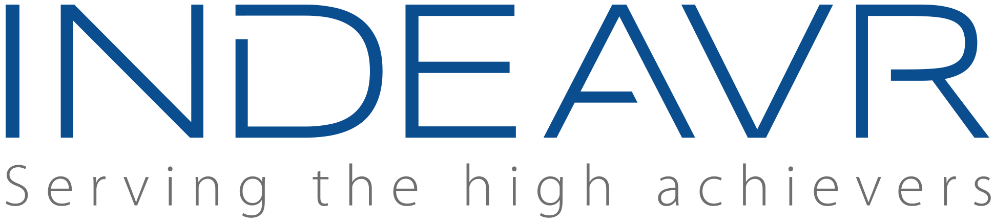 INDEAVR
Serving the high achievers